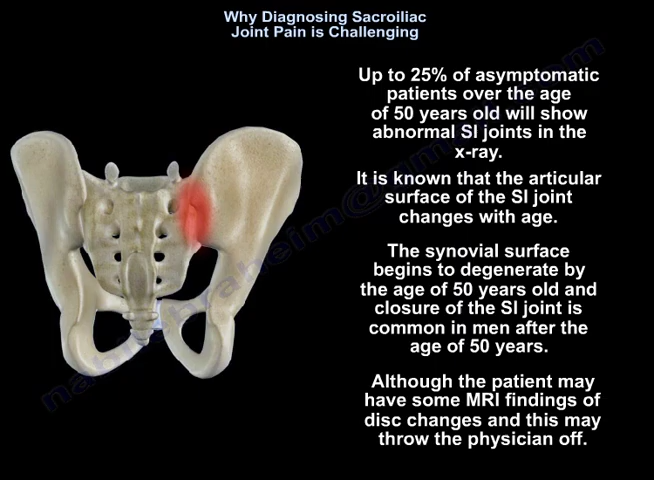 Why Diagnosing Sacroiliac
Joint Pain is Challenging
Up to 25% of asymptomatic
patients over the age
of 50 years old will show
abnormal SI joints in the
x-ray.
It is known that the articular
surface of the SI joint
changes with age.
The synovial surface
begins to degenerate by
the age of 50 years old and
closure of the SI joint is
common in men after the
age of 50 years.
Although the patient may
have some MRI findings of
disc changes and this may
throw the physician off.